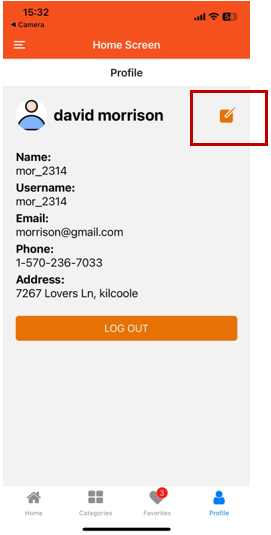 15:32
◀ Camera
Home Screen
Profile
david morrison
Name:
mor_2314
Username:
mor_2314
Email:
morrison@gmail.com
Phone:
1-570-236-7033
Address:
7267 Lovers Ln, kilcoole
LOG OUT
3
Home
Categories
Favorites
Profile